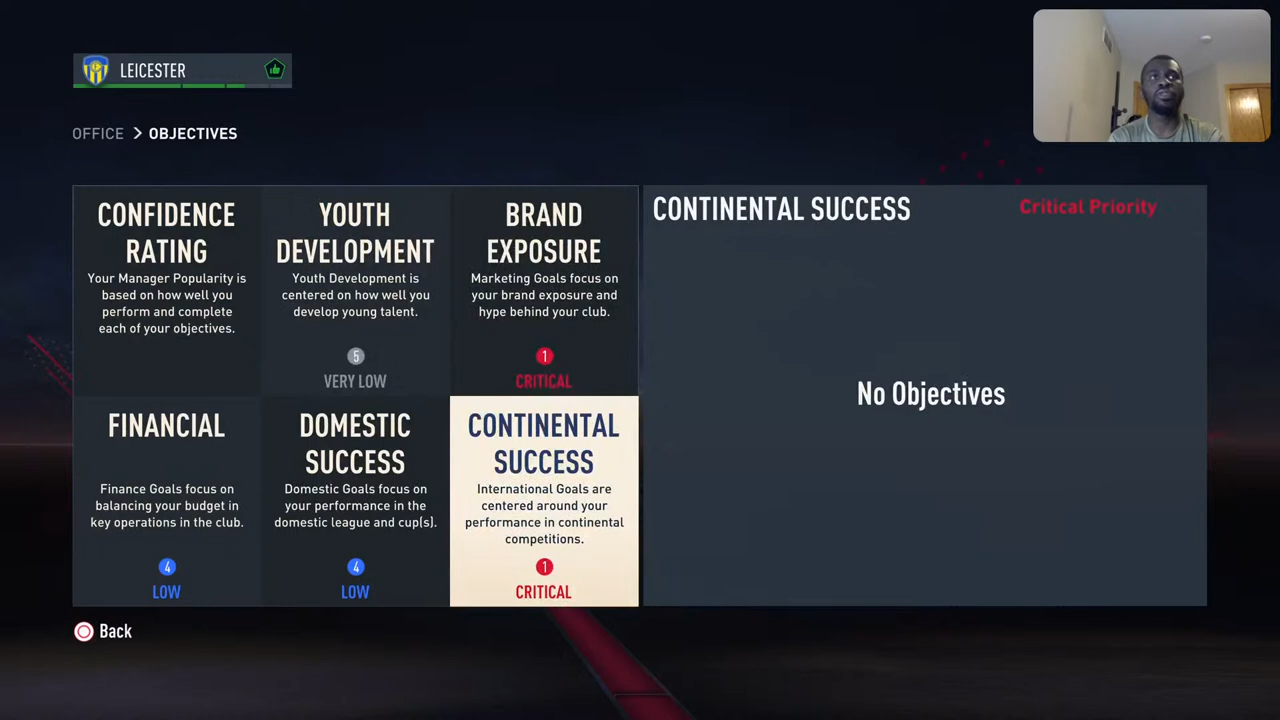 LEICESTER
OFFICE > OBJECTIVES
CONFIDENCE
RATING
Your Manager Popularity is
based on how well you
perform and complete
each of your objectives.
YOUTH
DEVELOPMENT
Youth Development is
centered on how well you
develop young talent.
5
VERY LOW
BRAND
EXPOSURE
Marketing Goals focus on
your brand exposure and
hype behind your club.
1
CRITICAL
FINANCIAL
Finance Goals focus on
balancing your budget in
key operations in the club.
4
LOW
DOMESTIC
SUCCESS
Domestic Goals focus on
your performance in the
domestic league and cup(s).
4
LOW
CONTINENTAL
SUCCESS
International Goals are
centered around your
performance in continental
competitions.
1
CRITICAL
CONTINENTAL SUCCESS
Critical Priority
No Objectives
Back